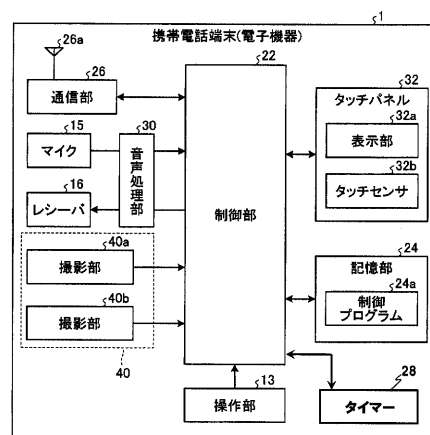 1
携帯電話端末(電子機器)
26a
26
通信部
22
制御部
32
タッチパネル
32a
表示部
32b
タッチセンサ
15
マイク
30
音声処理部
16
レシーバ
40a
撮影部
40b
撮影部
40
24
記憶部
24a
制御
プログラム
13
操作部
28
タイマー